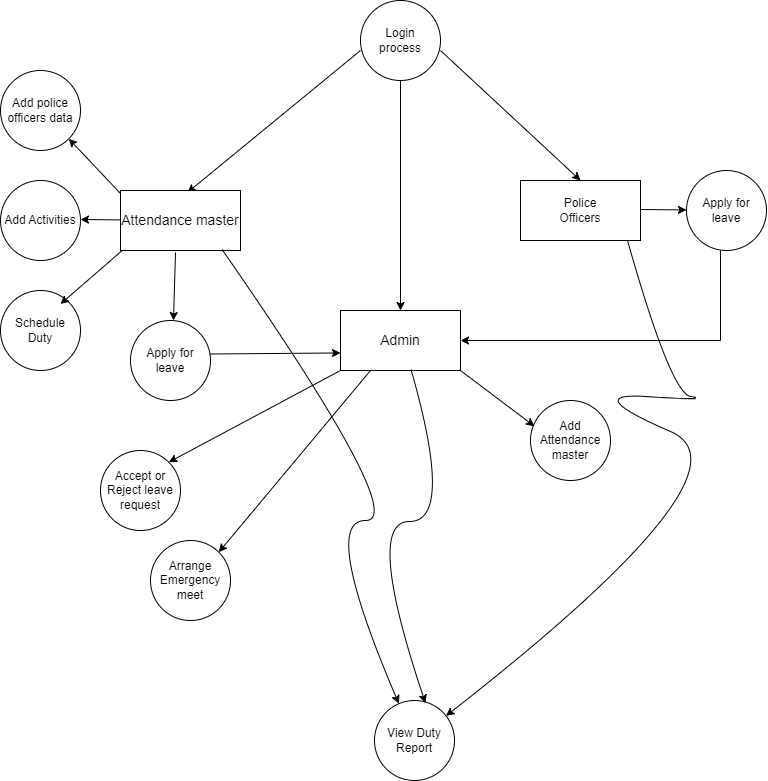 Login
process
Add police
officers data
Add Activities
Attendance master
Police
Officers
Apply for
leave
Schedule
Duty
Apply for
leave
Admin
Add
Attendance
master
Accept or
Reject leave
request
Arrange
Emergency
meet
View Duty
Report